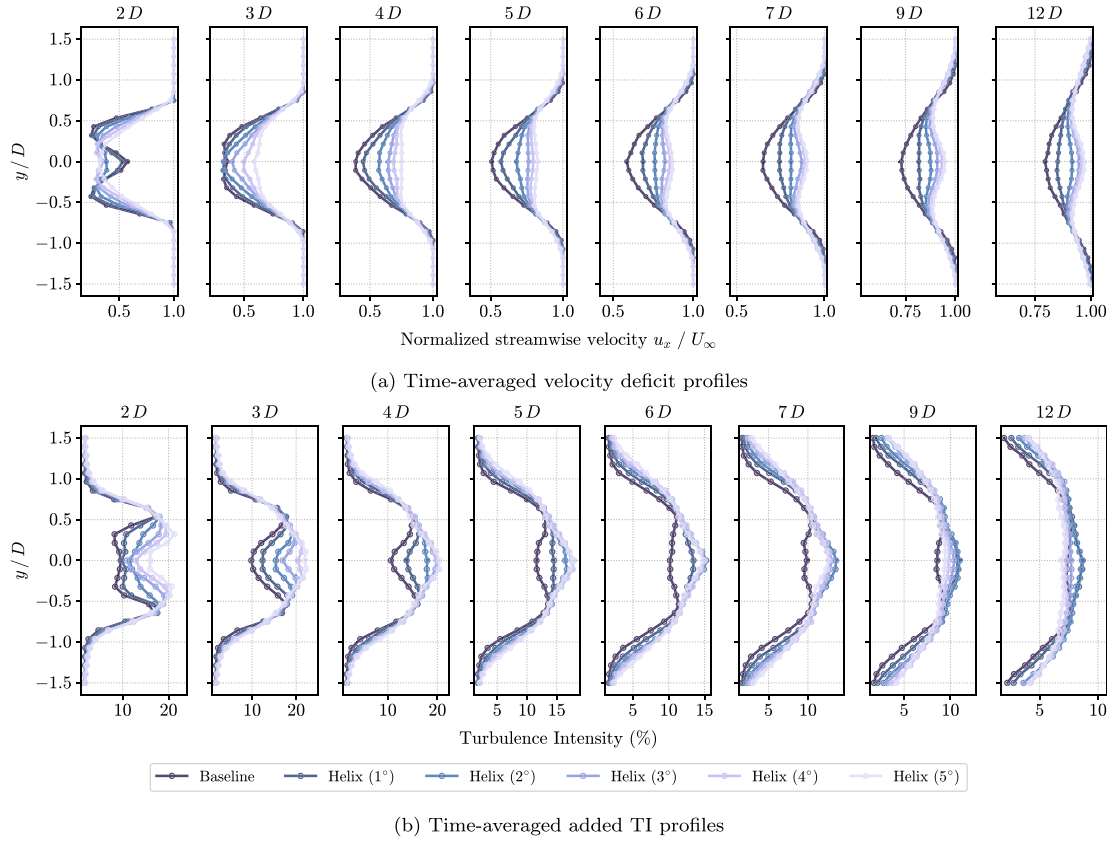 2 D 3 D 4 D 5 D 6 D 7 D 9 D 12 D
1.5
1.0
0.5
0.0
−0.5
−1.0
−1.5
y / D
0.5 1.0 0.5 1.0 0.5 1.0 0.5 1.0 0.5 1.0 0.5 1.0 0.75 1.00 0.75 1.00
Normalized streamwise velocity u_x / U_∞
(a) Time-averaged velocity deficit profiles
2 D 3 D 4 D 5 D 6 D 7 D 9 D 12 D
1.5
1.0
0.5
0.0
−0.5
−1.0
−1.5
y / D
10 20 10 20 10 20 5 10 15 5 10 15 5 10 5 10 5 10
Turbulence Intensity (%)
Baseline Helix (1°) Helix (2°) Helix (3°) Helix (4°) Helix (5°)
(b) Time-averaged added TI profiles